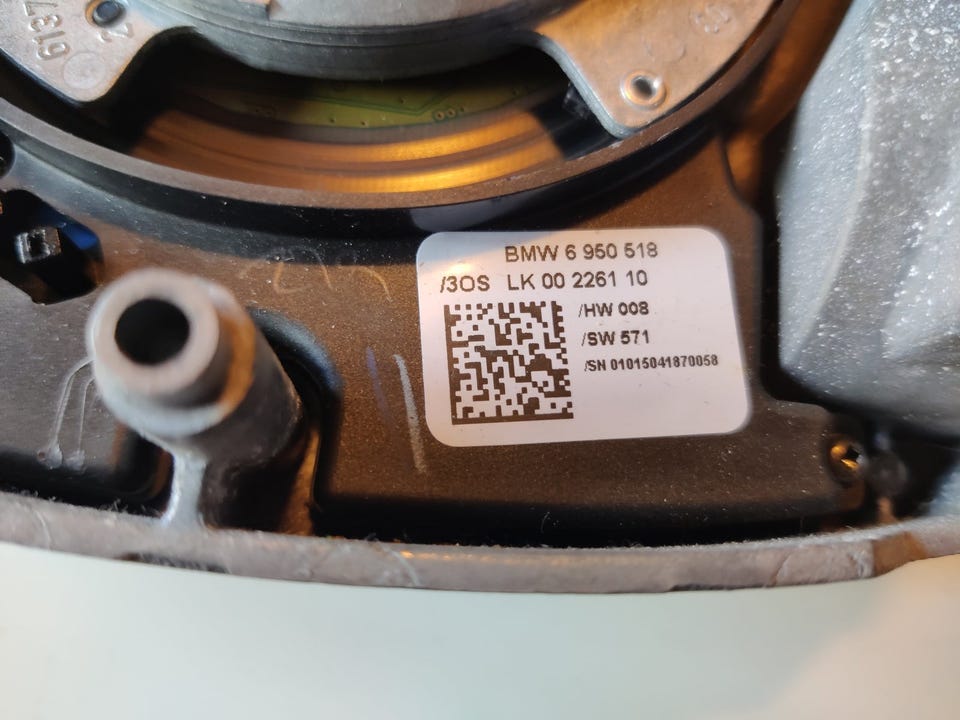 BMW 6 950 518
/3OS LK 00 2261 10
/HW 008
/SW 571
/SN 01015041870058